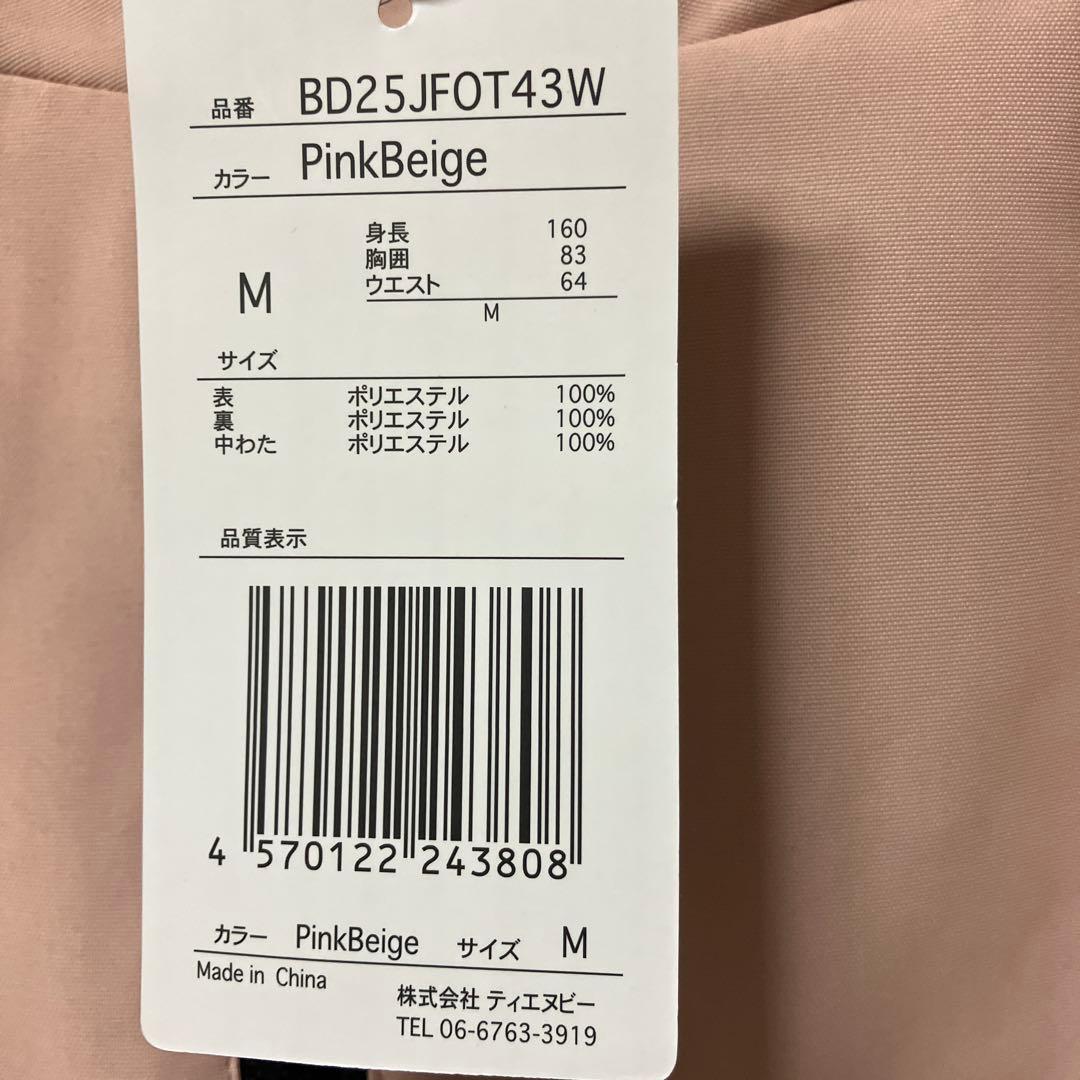 品番 BD25JFOT43W
カラー PinkBeige
身長 160
胸囲 83
M ウエスト 64
M
サイズ
表 ポリエステル 100%
裏 ポリエステル 100%
中わた ポリエステル 100%
品質表示
4 570122 243808
カラー PinkBeige サイズ M
Made in China
株式会社 ティエヌビー
TEL 06-6763-3919